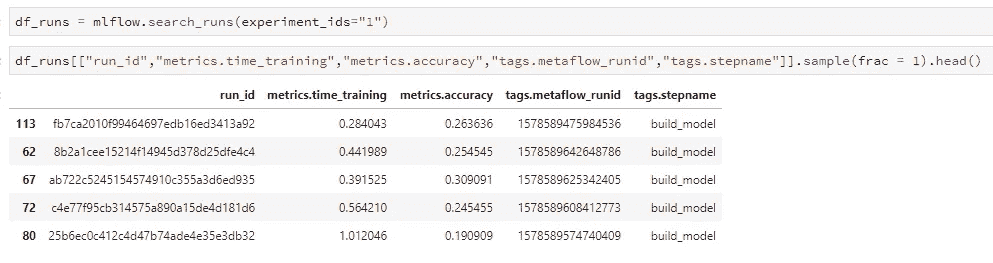 df_runs = mlflow.search_runs(experiment_ids="1")
df_runs[["run_id","metrics.time_training","metrics.accuracy","tags.metaflow_runid","tags.stepname"]].sample(frac = 1).head()
run_id metrics.time_training metrics.accuracy tags.metaflow_runid tags.stepname
113 fb7ca2010f99464697edb16ed3413a92 0.284043 0.263636 1578589475984536 build_model
62 8b2a1cee15214f14945d378d25dfe4c4 0.441989 0.254545 1578589642648786 build_model
67 ab722c5245154574910c355a3d6ed935 0.391525 0.309091 1578589625342405 build_model
72 c4e77f95cb314575a890a15de4d181d6 0.564210 0.245455 1578589608412773 build_model
80 25b6ec0c412c4d47b74ade4e35e3db32 1.012046 0.190909 1578589574740409 build_model